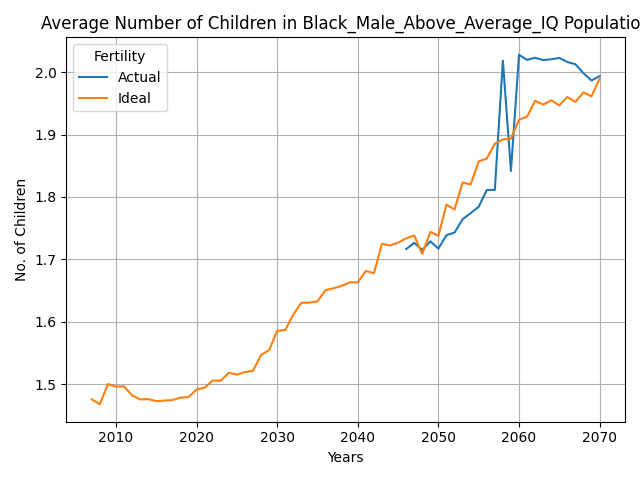 Average Number of Children in Black_Male_Above_Average_IQ Populatio
Fertility
Actual
Ideal
2.0
1.9
1.8
1.7
1.6
1.5
No. of Children
2010 2020 2030 2040 2050 2060 2070
Years